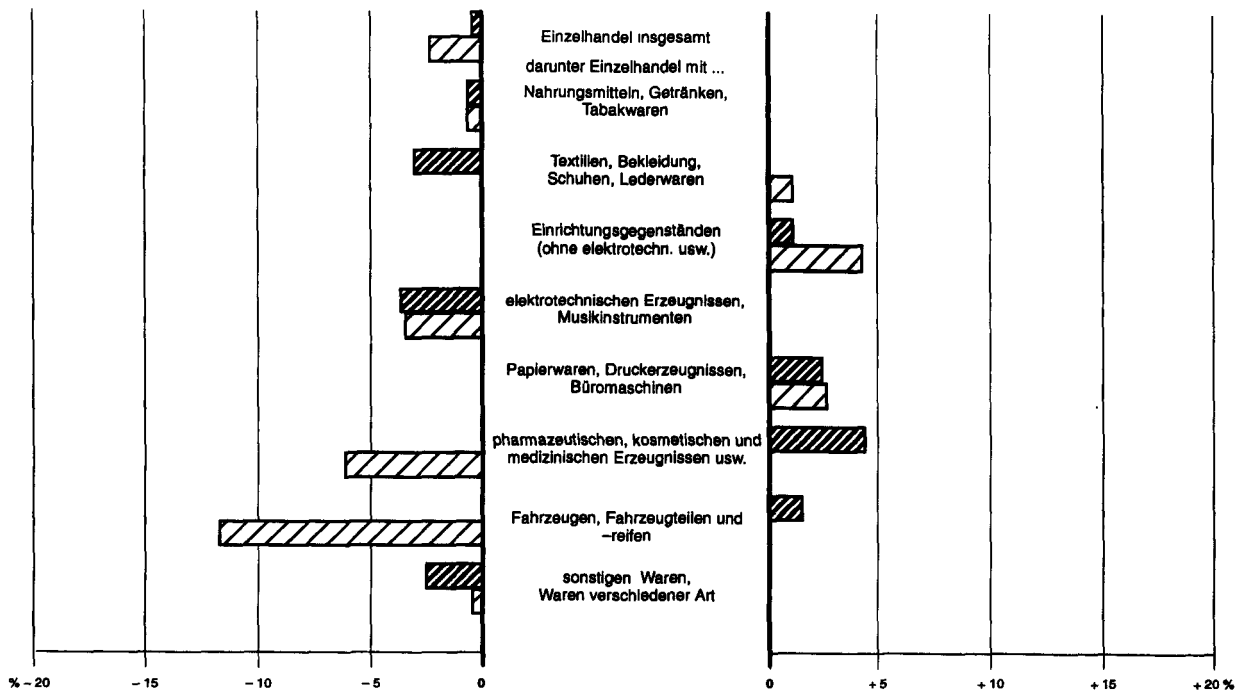 Einzelhandel insgesamt
darunter Einzelhandel mit ...
Nahrungsmitteln, Getränken,
Tabakwaren
Textilien, Bekleidung,
Schuhen, Lederwaren
Einrichtungsgegenständen
(ohne elektrotechn. usw.)
elektrotechnischen Erzeugnissen,
Musikinstrumenten
Papierwaren, Druckerzeugnissen,
Büromaschinen
pharmazeutischen, kosmetischen und
medizinischen Erzeugnissen usw.
Fahrzeugen, Fahrzeugteilen und
–reifen
sonstigen Waren,
Waren verschiedener Art
% – 20 – 15 – 10 – 5 0 0 + 5 + 10 + 15 + 20 %